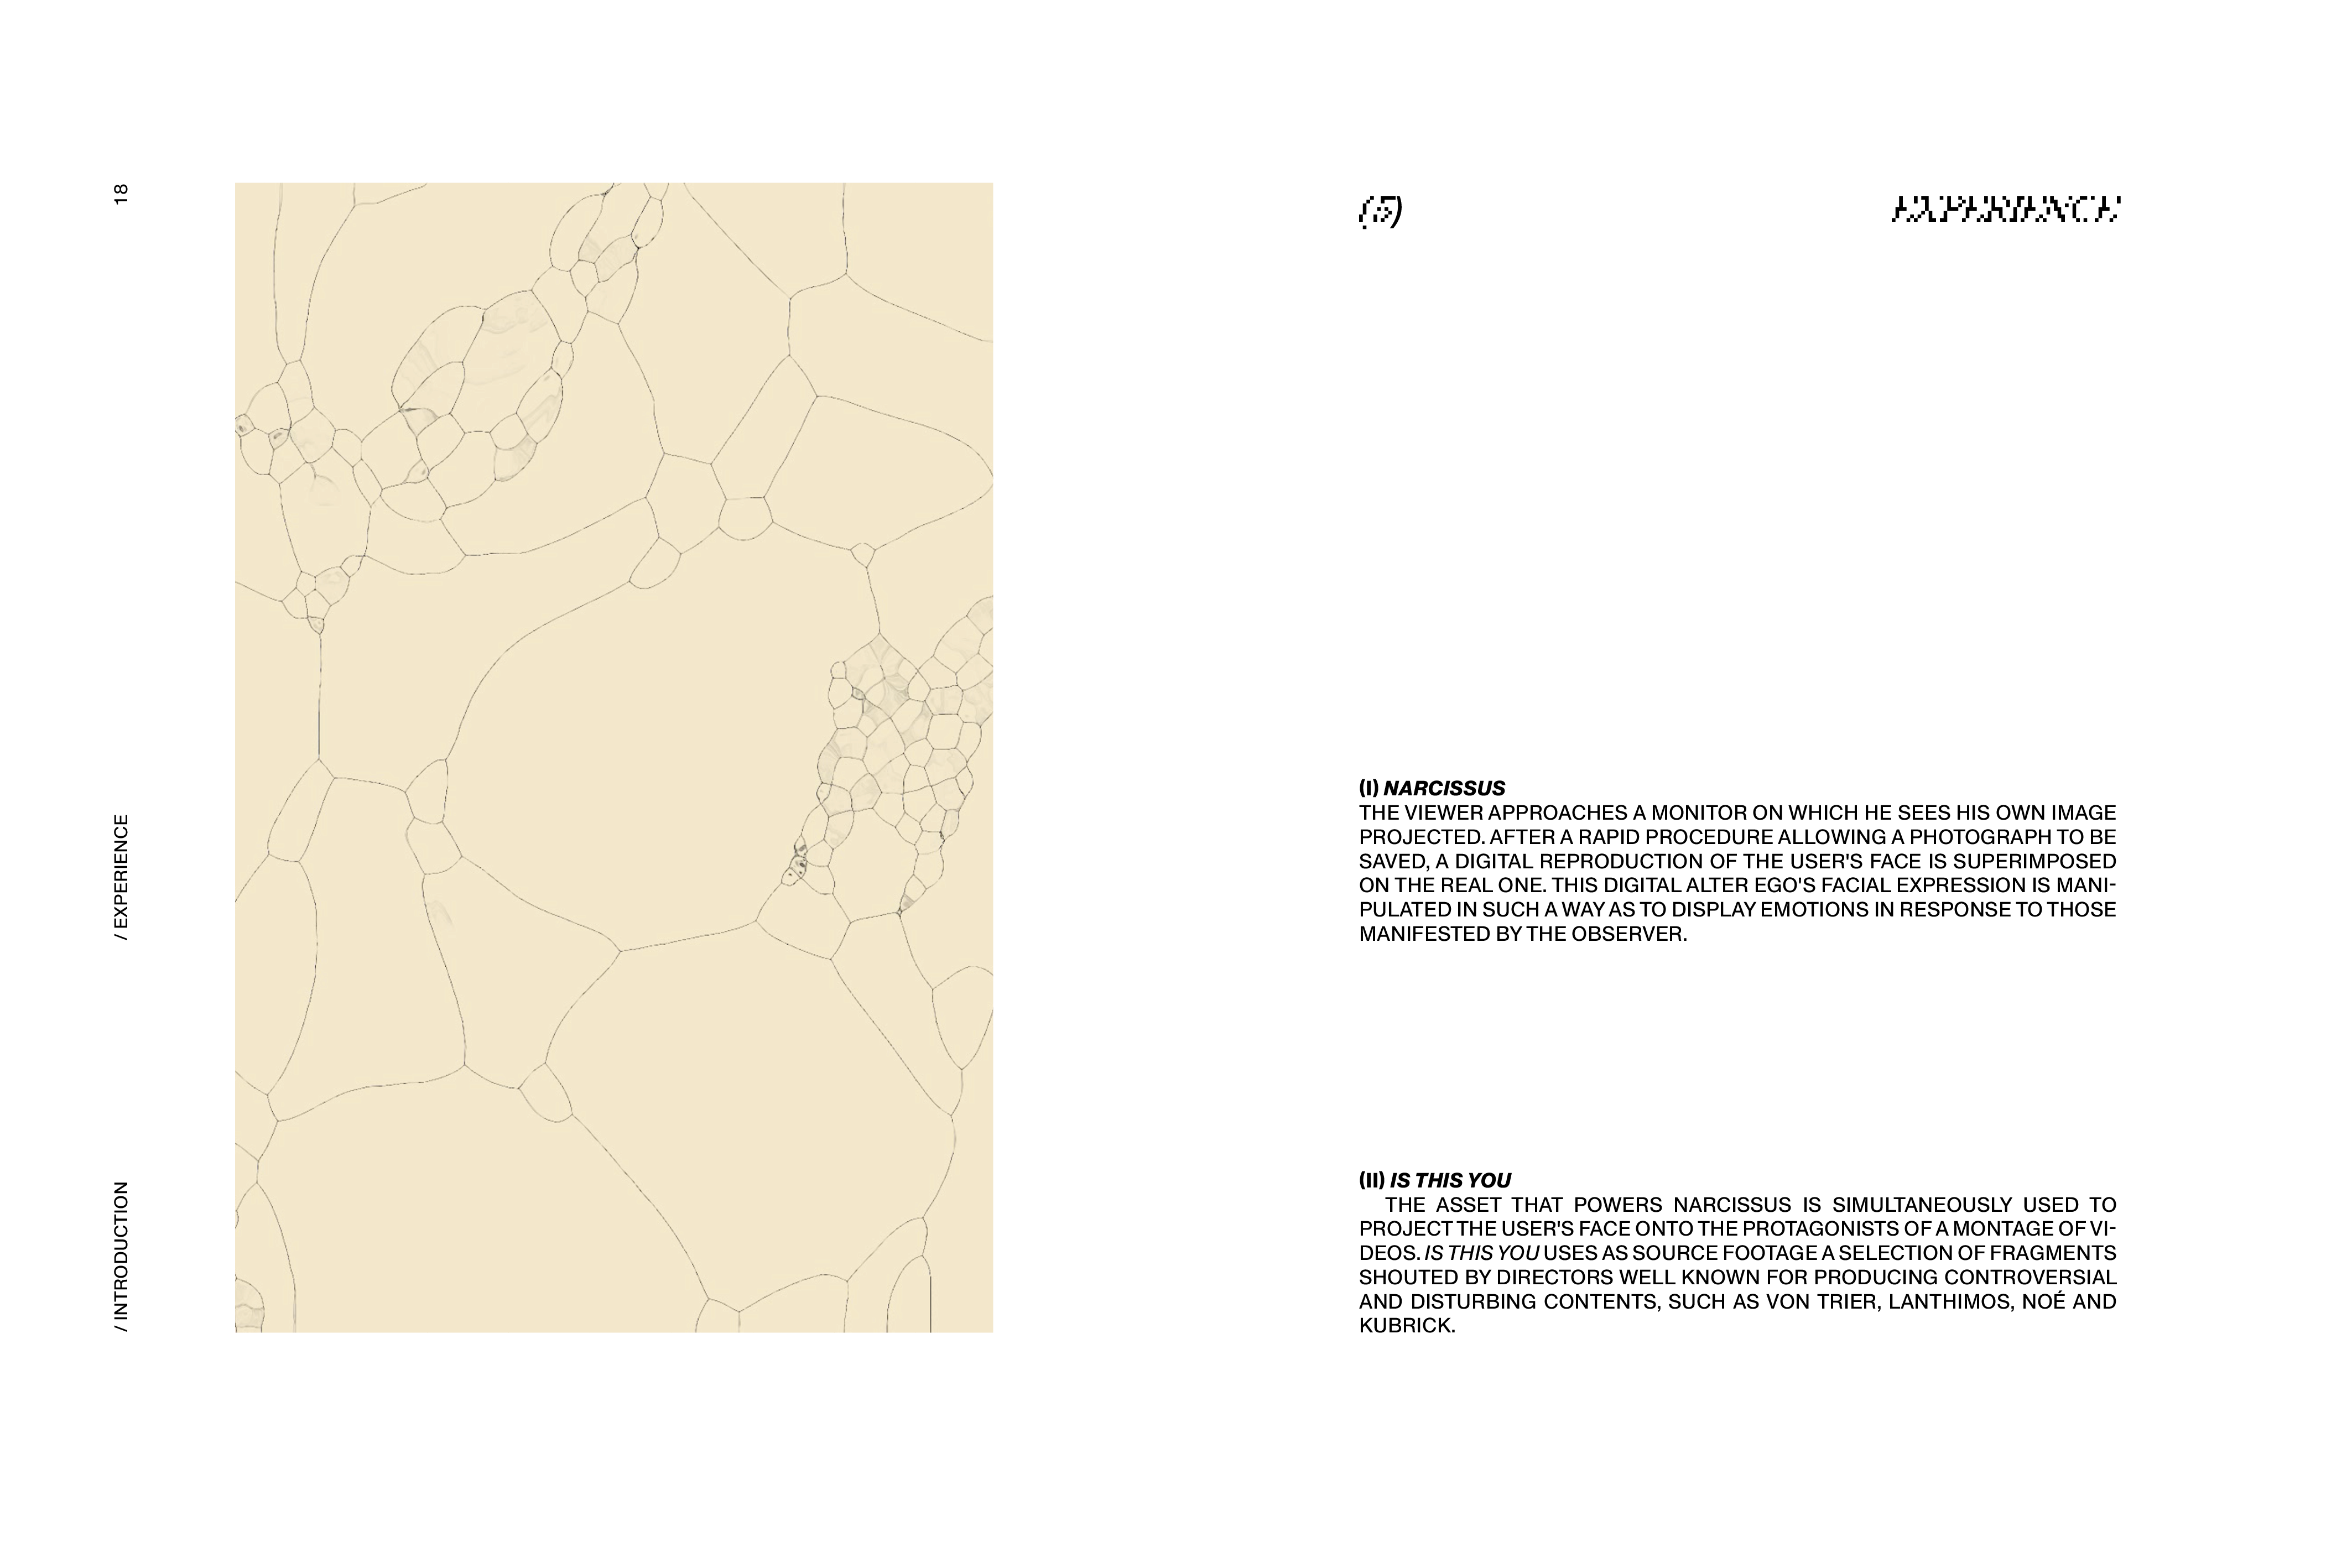 18
/ EXPERIENCE
/ INTRODUCTION
(5)
EXPERIENCE
(I) NARCISSUS
THE VIEWER APPROACHES A MONITOR ON WHICH HE SEES HIS OWN IMAGE
PROJECTED. AFTER A RAPID PROCEDURE ALLOWING A PHOTOGRAPH TO BE
SAVED, A DIGITAL REPRODUCTION OF THE USER'S FACE IS SUPERIMPOSED
ON THE REAL ONE. THIS DIGITAL ALTER EGO'S FACIAL EXPRESSION IS MANI-
PULATED IN SUCH A WAY AS TO DISPLAY EMOTIONS IN RESPONSE TO THOSE
MANIFESTED BY THE OBSERVER.
(II) IS THIS YOU
THE ASSET THAT POWERS NARCISSUS IS SIMULTANEOUSLY USED TO
PROJECT THE USER'S FACE ONTO THE PROTAGONISTS OF A MONTAGE OF VI-
DEOS. IS THIS YOU USES AS SOURCE FOOTAGE A SELECTION OF FRAGMENTS
SHOUTED BY DIRECTORS WELL KNOWN FOR PRODUCING CONTROVERSIAL
AND DISTURBING CONTENTS, SUCH AS VON TRIER, LANTHIMOS, NOÉ AND
KUBRICK.